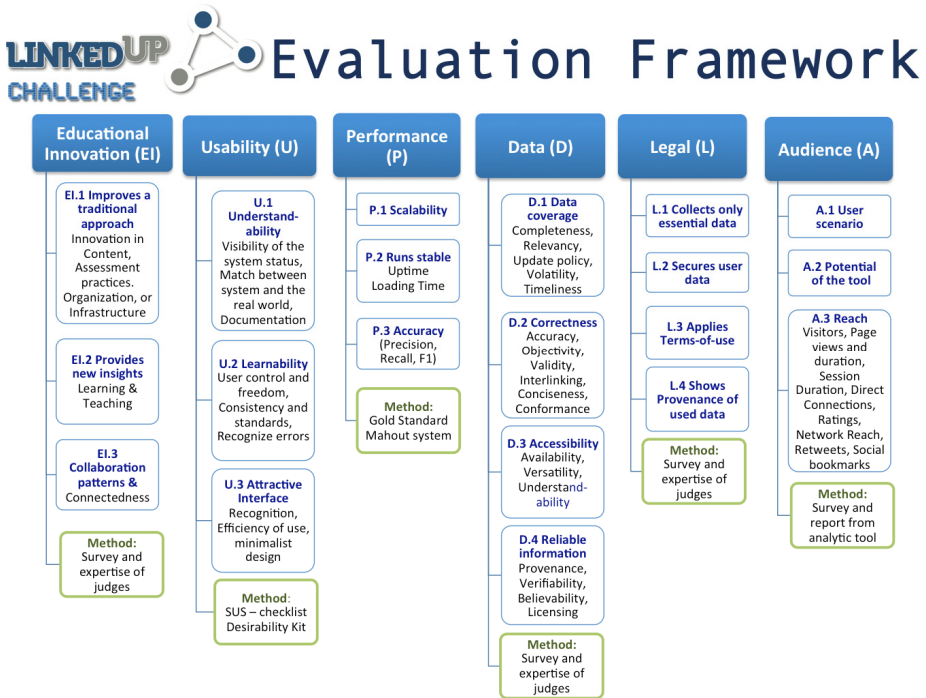 LINKEDUP
CHALLENGE
Evaluation Framework
Educational
Innovation (EI)
EI.1 Improves a
traditional
approach
Innovation in
Content,
Assessment
practices.
Organization, or
Infrastructure
EI.2 Provides
new insights
Learning &
Teaching
EI.3
Collaboration
patterns &
Connectedness
Method:
Survey and
expertise of
judges
Usability (U)
U.1
Understand-
ability
Visibility of the
system status,
Match between
system and the
real world,
Documentation
U.2 Learnability
User control and
freedom,
Consistency and
standards,
Recognize errors
U.3 Attractive
Interface
Recognition,
Efficiency of use,
minimalist
design
Method:
SUS – checklist
Desirability Kit
Performance
(P)
P.1 Scalability
P.2 Runs stable
Uptime
Loading Time
P.3 Accuracy
(Precision,
Recall, F1)
Method:
Gold Standard
Mahout system
Data (D)
D.1 Data
coverage
Completeness,
Relevancy,
Update policy,
Volatility,
Timeliness
D.2 Correctness
Accuracy,
Objectivity,
Validity,
Interlinking,
Conciseness,
Conformance
D.3 Accessibility
Availability,
Versatility,
Understand-
ability
D.4 Reliable
information
Provenance,
Verifiability,
Believability,
Licensing
Method:
Survey and
expertise of
judges
Legal (L)
L.1 Collects only
essential data
L.2 Secures user
data
L.3 Applies
Terms-of-use
L.4 Shows
Provenance of
used data
Method:
Survey and
expertise of
judges
Audience (A)
A.1 User
scenario
A.2 Potential
of the tool
A.3 Reach
Visitors, Page
views and
duration,
Session
Duration, Direct
Connections,
Ratings,
Network Reach,
Retweets, Social
bookmarks
Method:
Survey and
report from
analytic tool